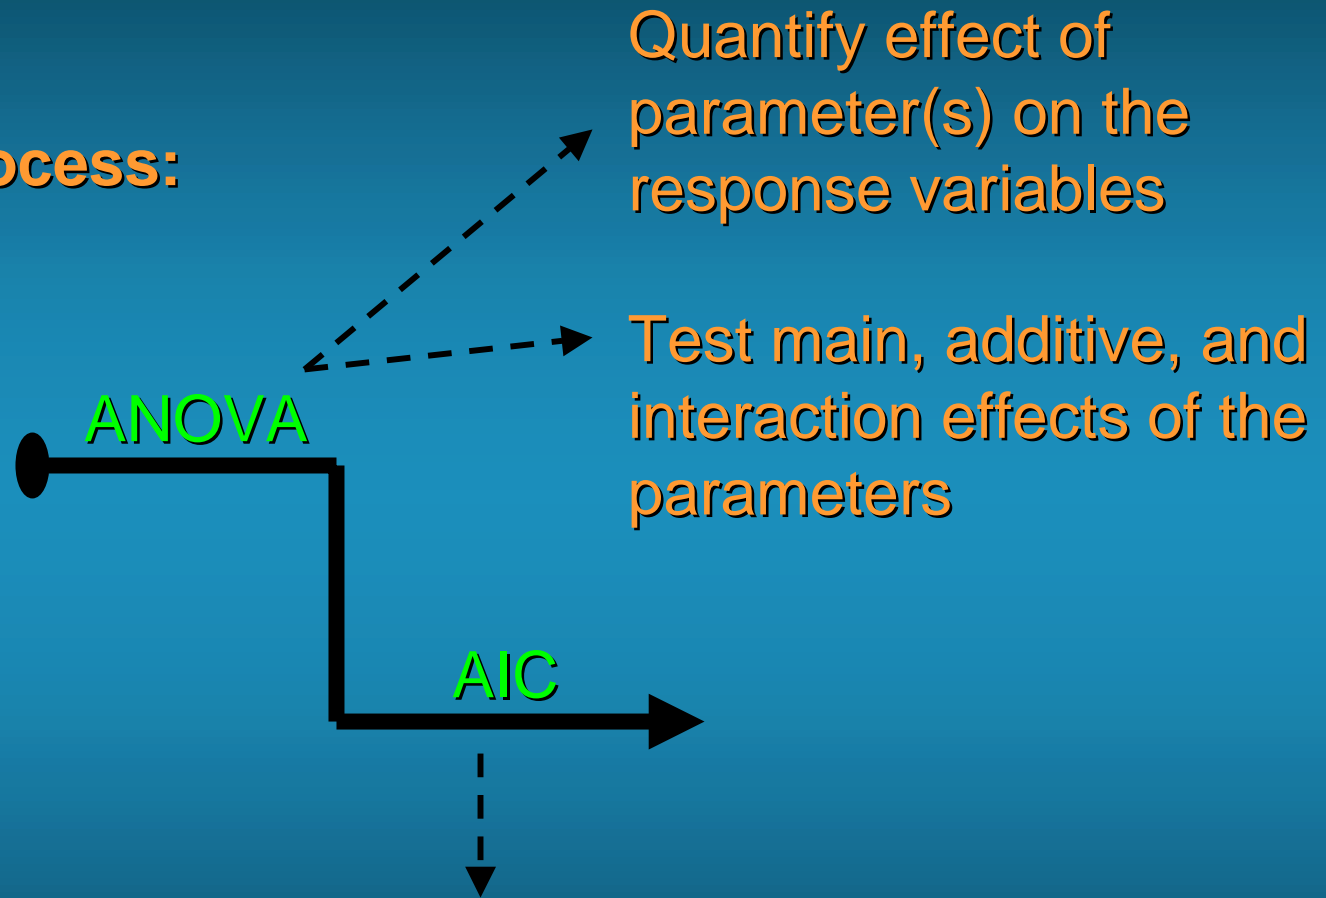 Quantify effect of
parameter(s) on the
response variables
ocess:
Test main, additive, and
interaction effects of the
parameters
ANOVA
AIC